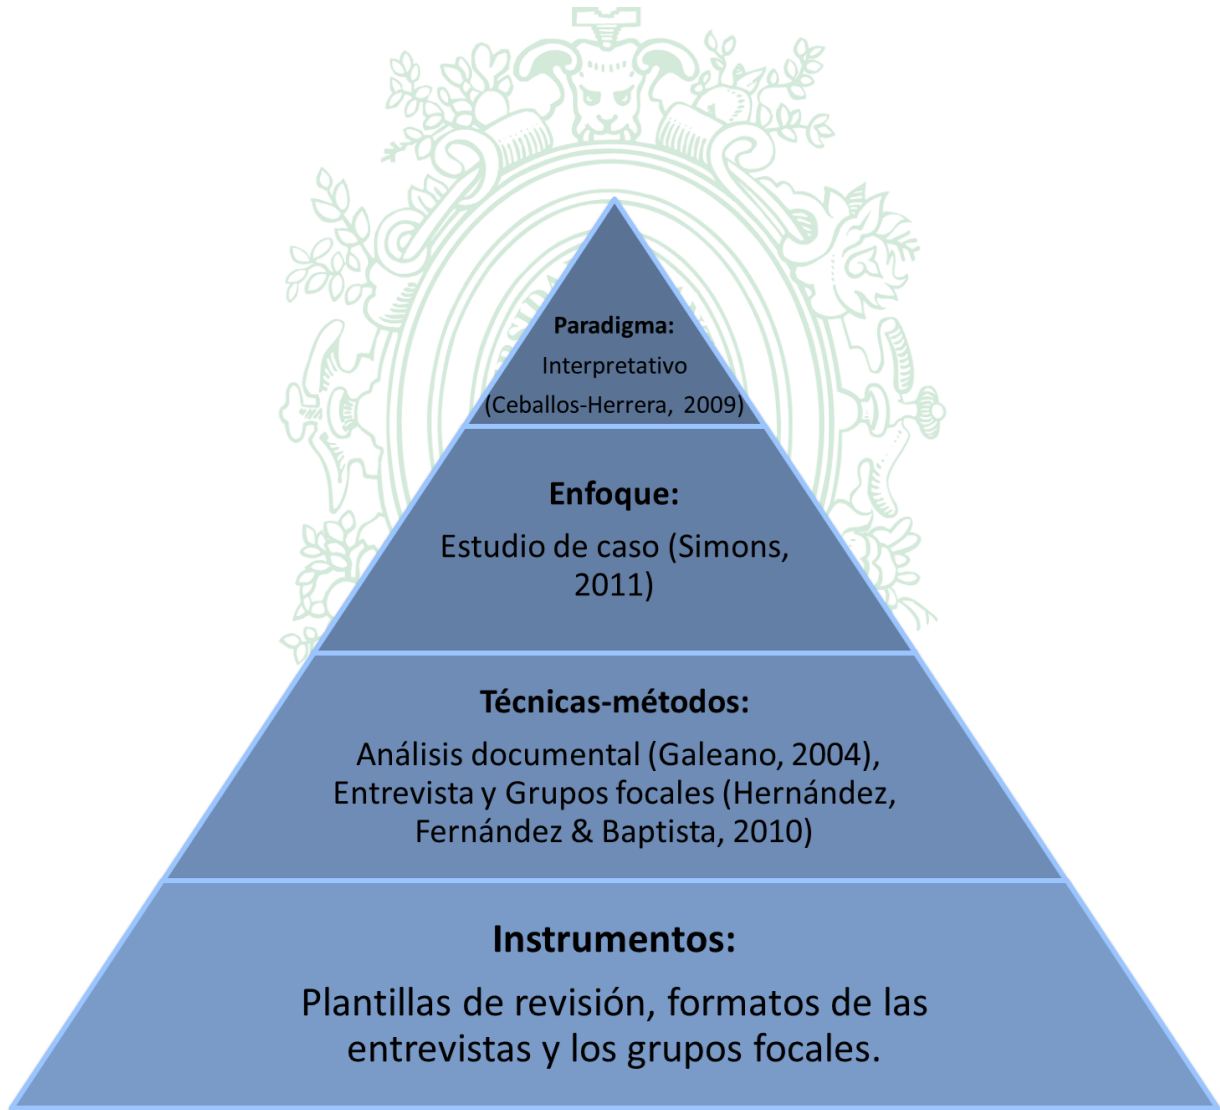 Paradigma:
Interpretativo
(Ceballos-Herrera, 2009)
Enfoque:
Estudio de caso (Simons,
2011)
Técnicas-métodos:
Análisis documental (Galeano, 2004),
Entrevista y Grupos focales (Hernández,
Fernández & Baptista, 2010)
Instrumentos:
Plantillas de revisión, formatos de las
entrevistas y los grupos focales.